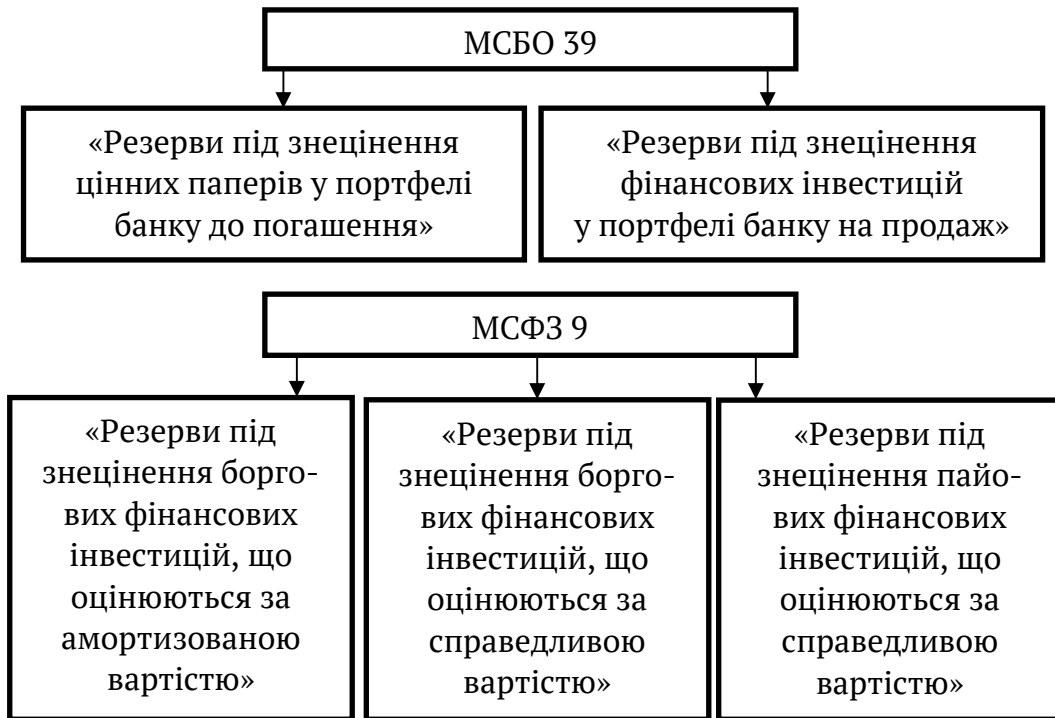 МСБО 39
«Резерви під знецінення
цінних паперів у портфелі
банку до погашення»
«Резерви під знецінення
фінансових інвестицій
у портфелі банку на продаж»
МСФЗ 9
«Резерви під
знецінення борго-
вих фінансових
інвестицій, що
оцінюються за
амортизованою
вартістю»
«Резерви під
знецінення борго-
вих фінансових
інвестицій, що
оцінюються за
справедливою
вартістю»
«Резерви під
знецінення пайо-
вих фінансових
інвестицій, що
оцінюються за
справедливою
вартістю»